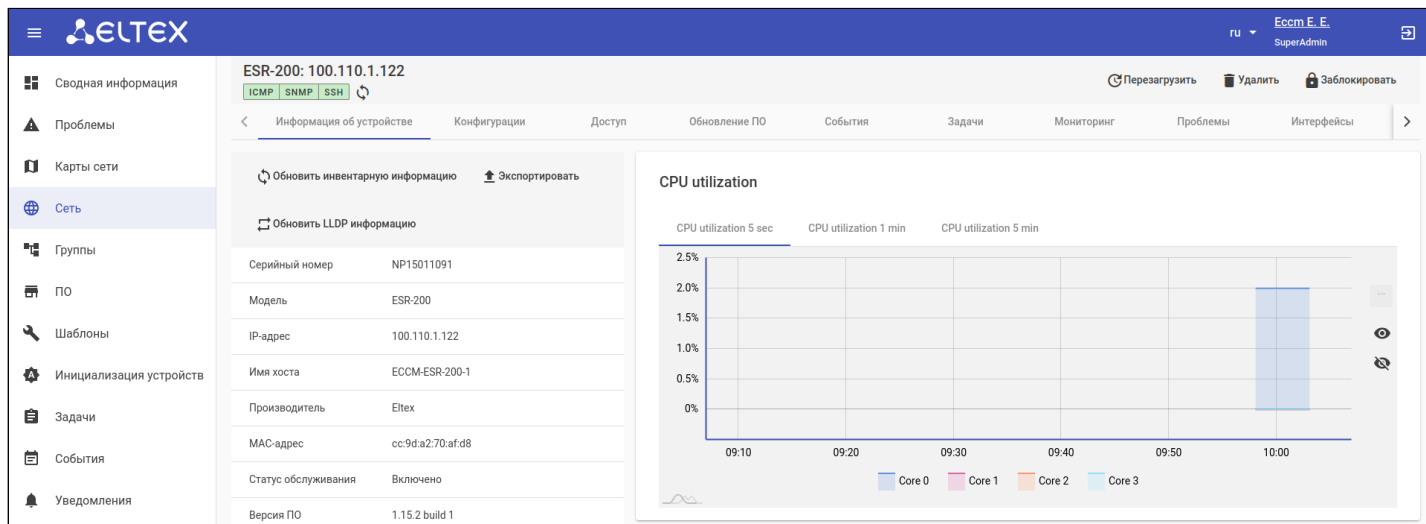 ELTEX
ru
Eccm E. E.
SuperAdmin
Сводная информация
Проблемы
Карты сети
Сеть
Группы
ПО
Шаблоны
Инициализация устройств
Задачи
События
Уведомления
ESR-200: 100.110.1.122
ICMP SNMP SSH
Перезагрузить Удалить Заблокировать
Информация об устройстве Конфигурации Доступ Обновление ПО События Задачи Мониторинг Проблемы Интерфейсы
Обновить инвентарную информацию Экспортировать
Обновить LLDP информацию
Серийный номер NP15011091
Модель ESR-200
IP-адрес 100.110.1.122
Имя хоста ECCM-ESR-200-1
Производитель Eltex
MAC-адрес cc:9d:a2:70:af:d8
Статус обслуживания Включено
Версия ПО 1.15.2 build 1
CPU utilization
CPU utilization 5 sec CPU utilization 1 min CPU utilization 5 min
2.5%
2.0%
1.5%
1.0%
0.5%
0%
09:10 09:20 09:30 09:40 09:50 10:00
Core 0 Core 1 Core 2 Core 3